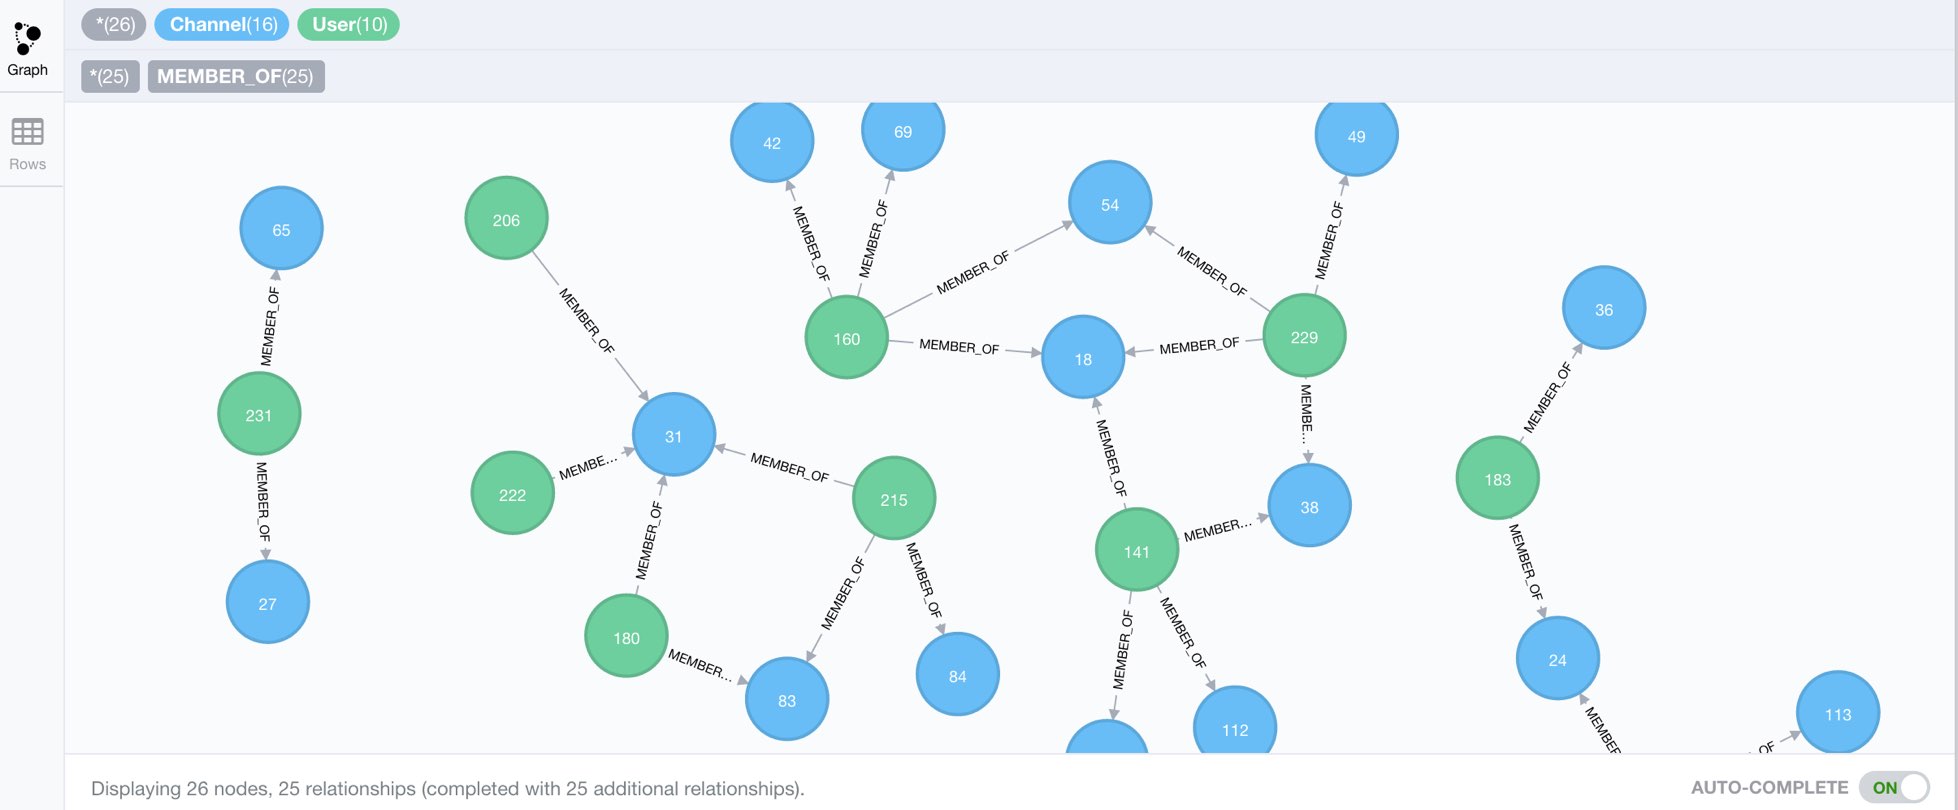 Graph
Rows
*(26) Channel(16) User(10)
*(25) MEMBER_OF(25)
42
69
49
65
206
54
MEMBER_OF
MEMBER_OF
MEMBER_OF
MEMBER_OF
MEMBER_OF
36
MEMBER_OF
MEMBER_OF
160
MEMBER_OF
18
MEMBER_OF
229
231
31
MEMBER_OF
MEMBE...
MEMBER_OF
222
MEMBE...
MEMBER_OF
215
MEMBER_OF
183
MEMBER_OF
38
27
MEMBER_OF
141
MEMBER...
MEMBER_OF
180
MEMBER...
MEMBER_OF
MEMBER_OF
MEMBER_OF
MEMBER_OF
24
83
84
112
113
MEMBER
OF
Displaying 26 nodes, 25 relationships (completed with 25 additional relationships).
AUTO-COMPLETE ON